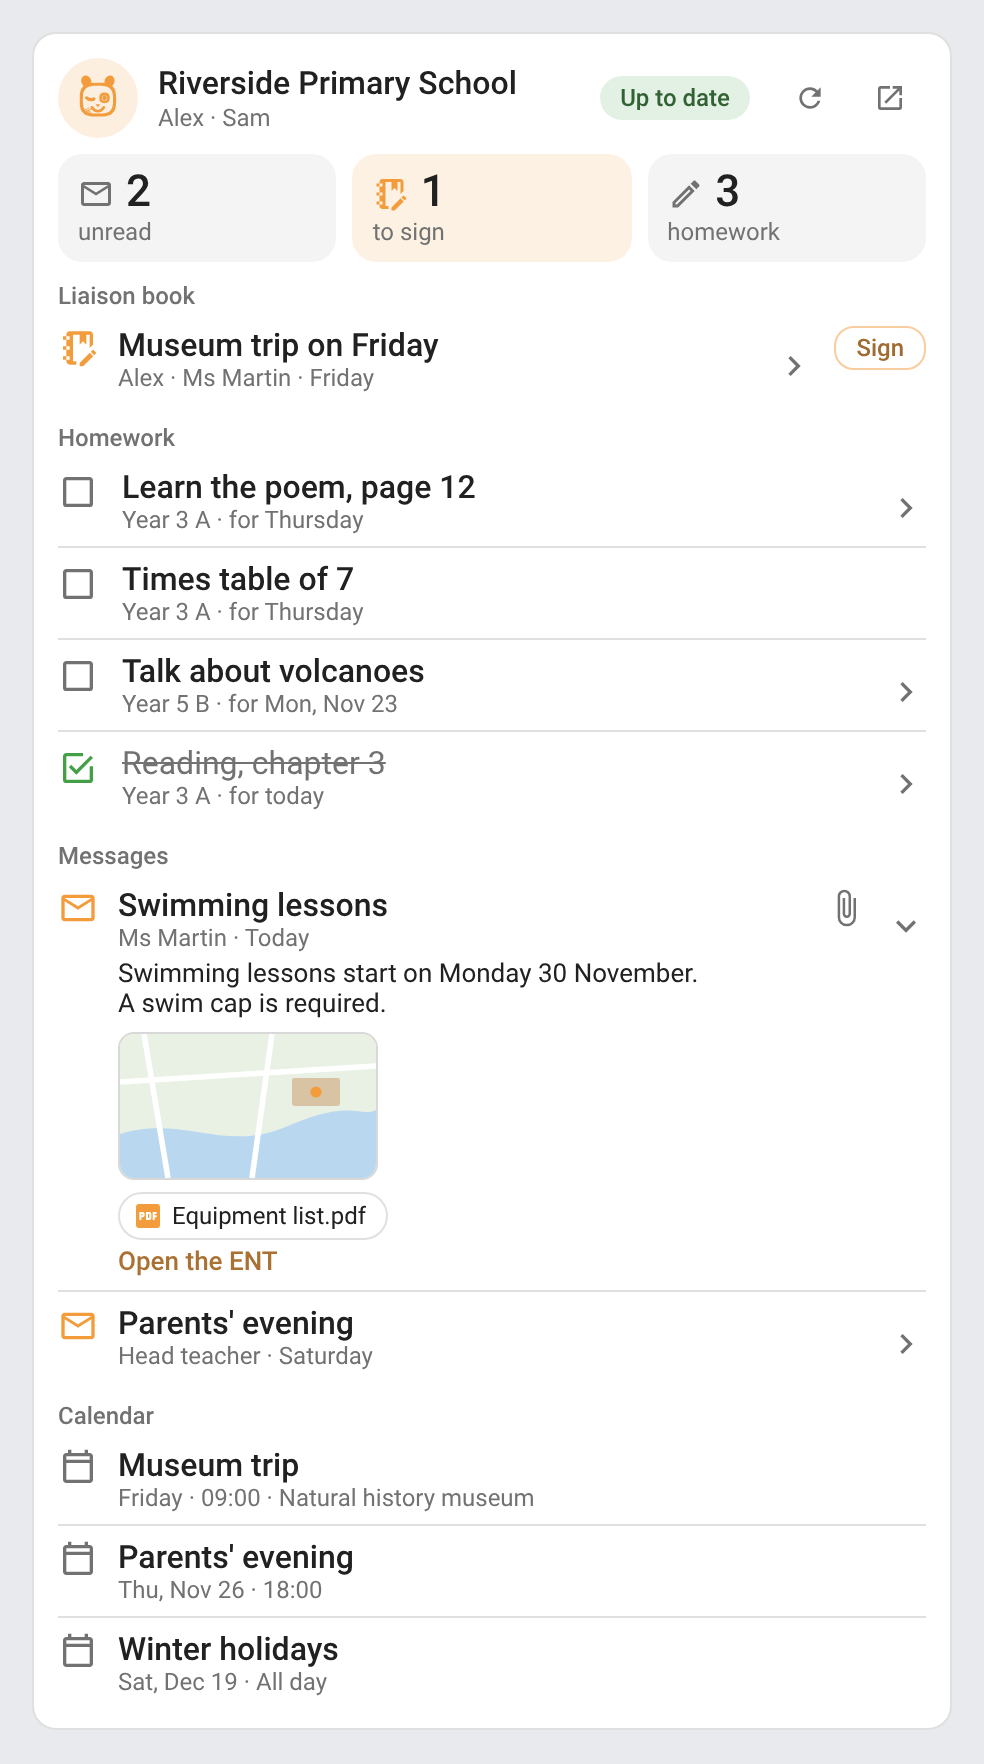 Riverside Primary School
Alex · Sam
Up to date
2
unread
1
to sign
3
homework
Liaison book
Museum trip on Friday
Alex · Ms Martin · Friday
Sign
Homework
Learn the poem, page 12
Year 3 A · for Thursday
Times table of 7
Year 3 A · for Thursday
Talk about volcanoes
Year 5 B · for Mon, Nov 23
Reading, chapter 3
Year 3 A · for today
Messages
Swimming lessons
Ms Martin · Today
Swimming lessons start on Monday 30 November.
A swim cap is required.
PDF Equipment list.pdf
Open the ENT
Parents' evening
Head teacher · Saturday
Calendar
Museum trip
Friday · 09:00 · Natural history museum
Parents' evening
Thu, Nov 26 · 18:00
Winter holidays
Sat, Dec 19 · All day